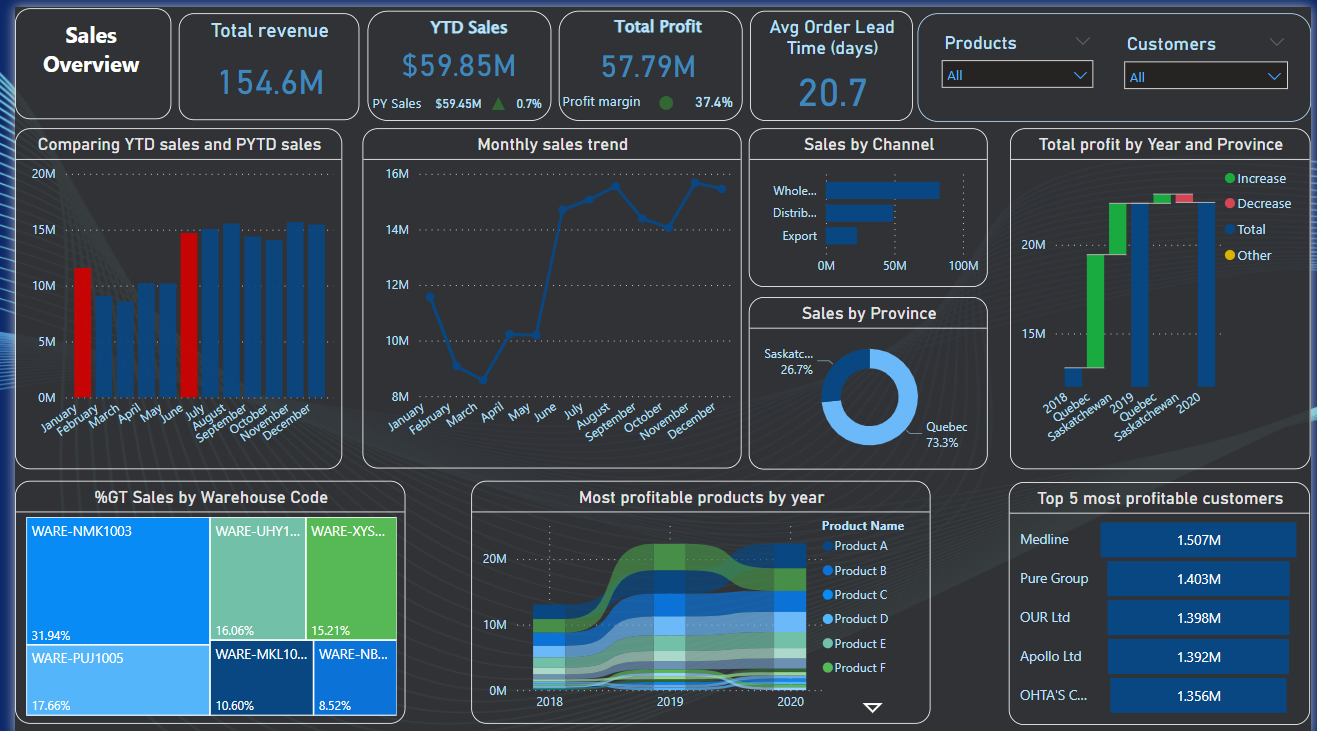 Sales
Overview
Total revenue
154.6M
YTD Sales
$59.85M
PY Sales $59.45M 0.7%
Total Profit
57.79M
Profit margin 37.4%
Avg Order Lead
Time (days)
20.7
Products
All
Customers
All
Comparing YTD sales and PYTD sales
20M
15M
10M
5M
0M
January
February
March
April
May
June
July
August
September
October
November
December
Monthly sales trend
16M
14M
12M
10M
8M
January
February
March
April
May
June
July
August
September
October
November
December
Sales by Channel
Whole...
Distrib...
Export
0M 50M 100M
Sales by Province
Saskatc...
26.7%
Quebec
73.3%
Total profit by Year and Province
Increase
Decrease
Total
Other
20M
15M
2018
Quebec
Saskatchewan
2019
Quebec
Saskatchewan
2020
%GT Sales by Warehouse Code
WARE-NMK1003
31.94%
WARE-PUJ1005
17.66%
WARE-UHY1...
16.06%
WARE-XYS...
15.21%
WARE-MKL10...
10.60%
WARE-NB...
8.52%
Most profitable products by year
20M
10M
0M
2018 2019 2020
Product Name
Product A
Product B
Product C
Product D
Product E
Product F
Top 5 most profitable customers
Medline 1.507M
Pure Group 1.403M
OUR Ltd 1.398M
Apollo Ltd 1.392M
OHTA'S C... 1.356M